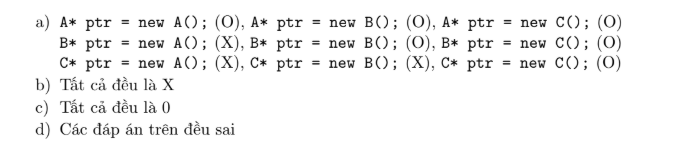 a) A* ptr = new A(); (O), A* ptr = new B(); (O), A* ptr = new C(); (O)
B* ptr = new A(); (X), B* ptr = new B(); (O), B* ptr = new C(); (O)
C* ptr = new A(); (X), C* ptr = new B(); (X), C* ptr = new C(); (O)
b) Tất cả đều là X
c) Tất cả đều là 0
d) Các đáp án trên đều sai